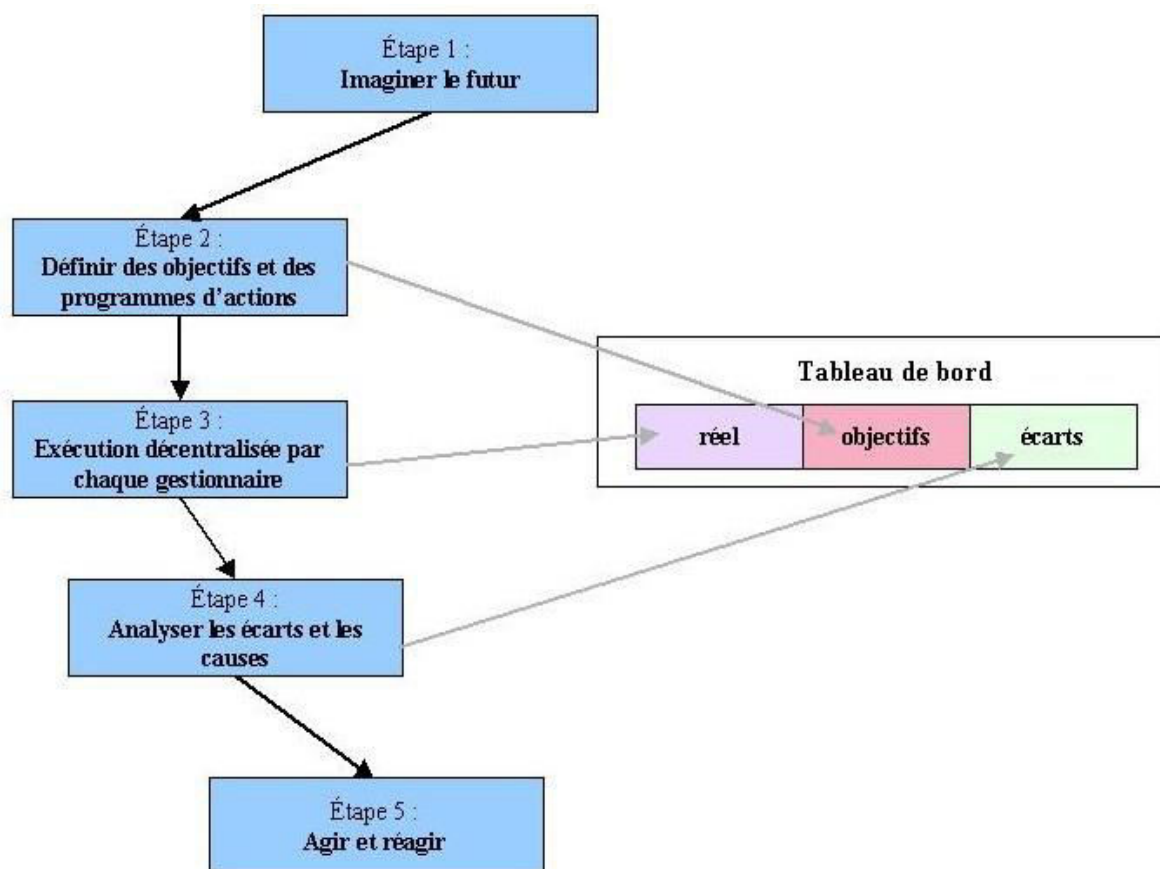 Étape 1 :
Imaginer le futur
Étape 2 :
Définir des objectifs et des
programmes d'actions
Étape 3 :
Exécution décentralisée par
chaque gestionnaire
Étape 4 :
Analyser les écarts et les
causes
Étape 5 :
Agir et réagir
Tableau de bord
réel
objectifs
écarts